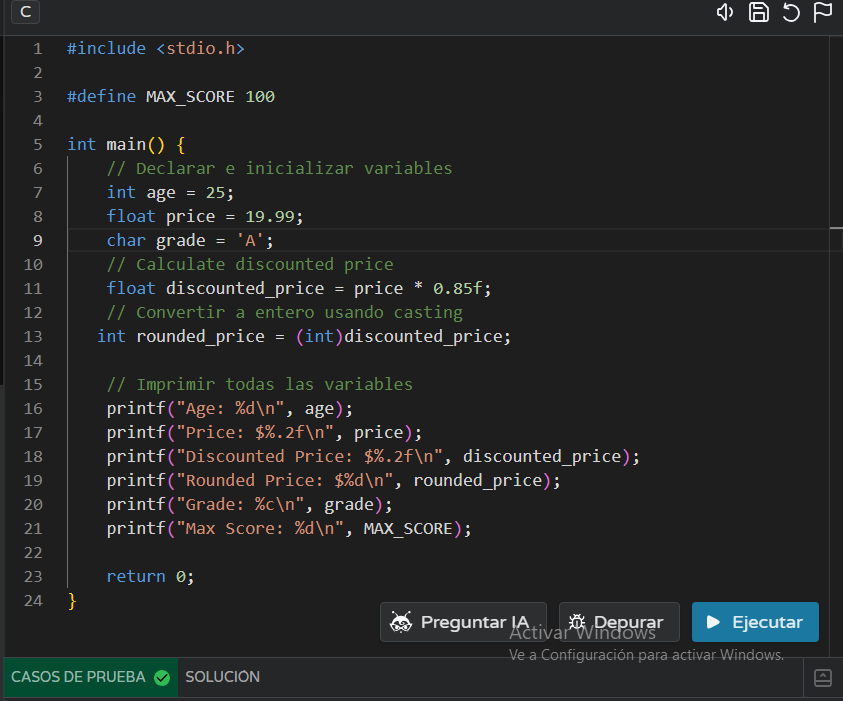 C
1 #include <stdio.h>
2
3 #define MAX_SCORE 100
4
5 int main() {
6     // Declarar e inicializar variables
7     int age = 25;
8     float price = 19.99;
9     char grade = 'A';
10     // Calculate discounted price
11     float discounted_price = price * 0.85f;
12     // Convertir a entero usando casting
13    int rounded_price = (int)discounted_price;
14
15     // Imprimir todas las variables
16     printf("Age: %d\n", age);
17     printf("Price: $%.2f\n", price);
18     printf("Discounted Price: $%.2f\n", discounted_price);
19     printf("Rounded Price: $%d\n", rounded_price);
20     printf("Grade: %c\n", grade);
21     printf("Max Score: %d\n", MAX_SCORE);
22
23     return 0;
24 }
Preguntar IA Depurar Ejecutar
Activar Windows
Ve a Configuración para activar Windows.
CASOS DE PRUEBA SOLUCIÓN